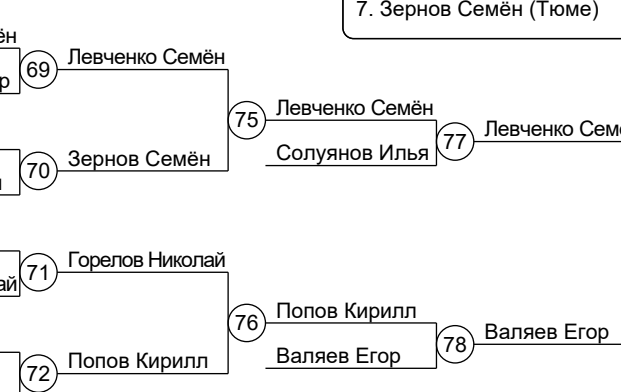 7. Зернов Семён (Тюме)
69 Левченко Семён
75 Левченко Семён
77
Солуянов Илья
70 Зернов Семён
71 Горелов Николай
76 Попов Кирилл
78 Валяев Егор
Валяев Егор
72 Попов Кирилл